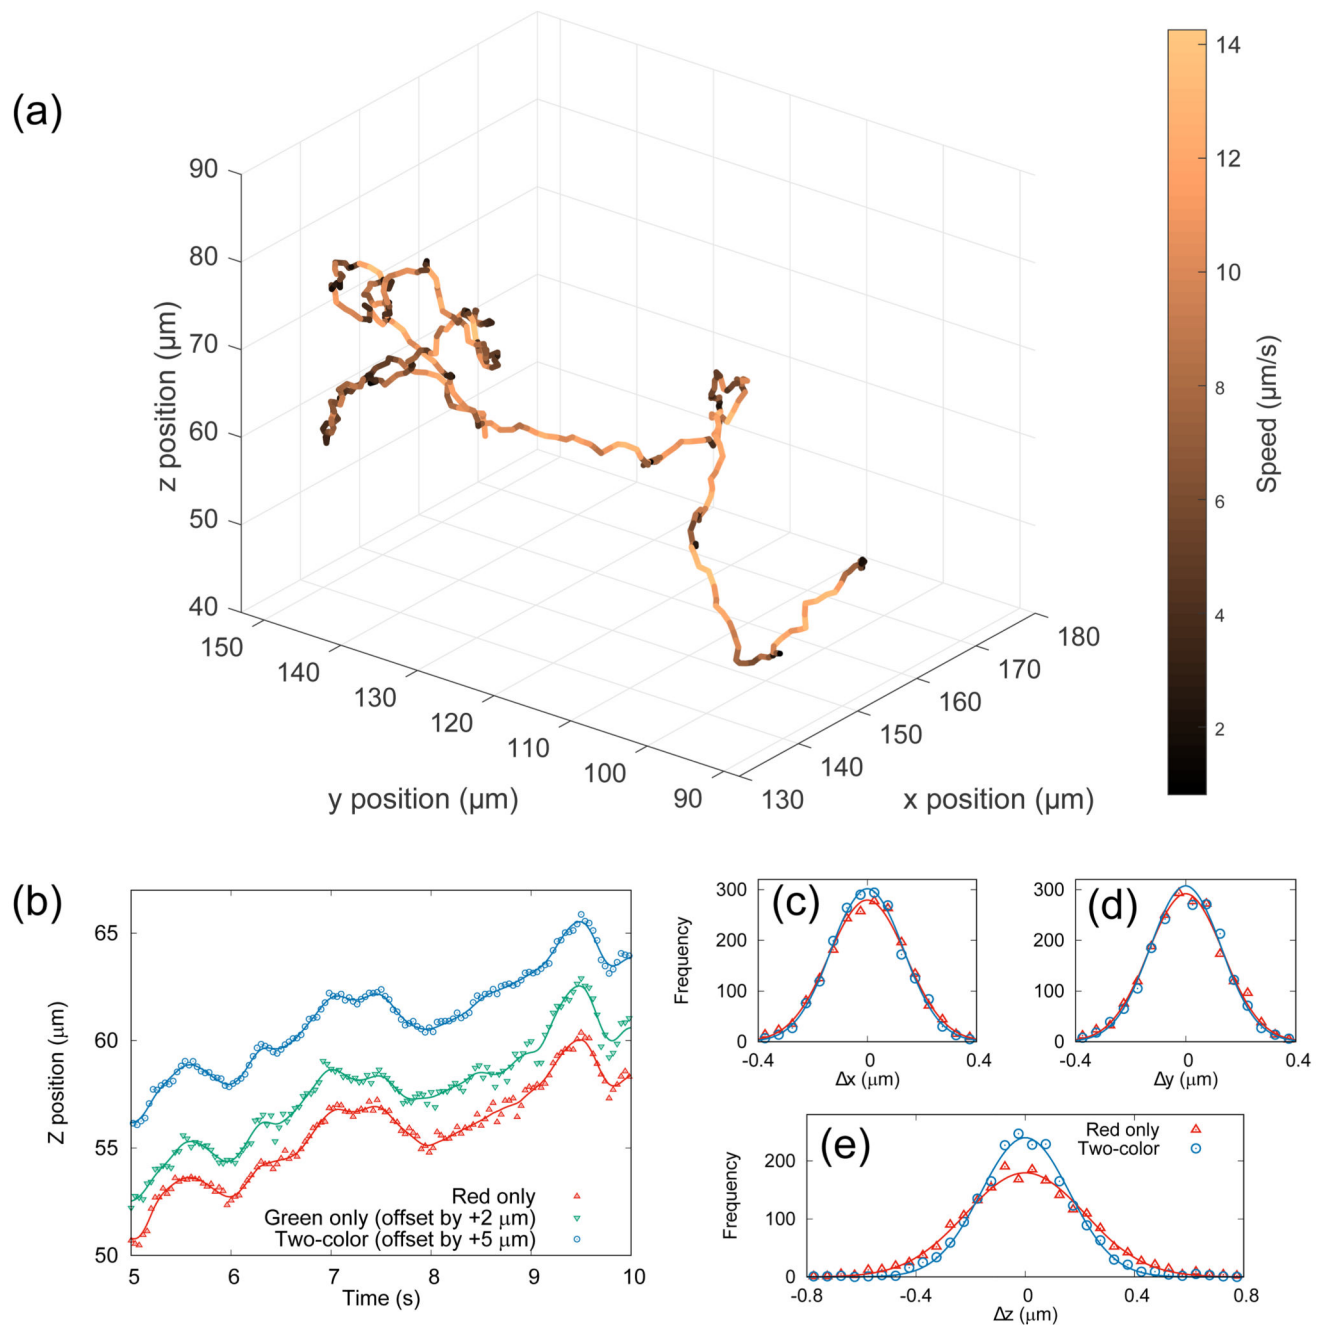 (a)
90
80
70
60
50
40
z position (µm)
150
140
130
120
110
100
90
y position (µm)
130
140
150
160
170
180
x position (µm)
14
12
10
8
6
4
2
Speed (µm/s)
(b)
65
60
55
50
Z position (µm)
5
6
7
8
9
10
Time (s)
Red only
Green only (offset by +2 µm)
Two-color (offset by +5 µm)
(c)
300
200
100
0
Frequency
-0.4
0
0.4
Δx (µm)
(d)
300
200
100
0
-0.4
0
0.4
Δy (µm)
(e)
200
100
0
Frequency
-0.8
-0.4
0
0.4
0.8
Δz (µm)
Red only
Two-color